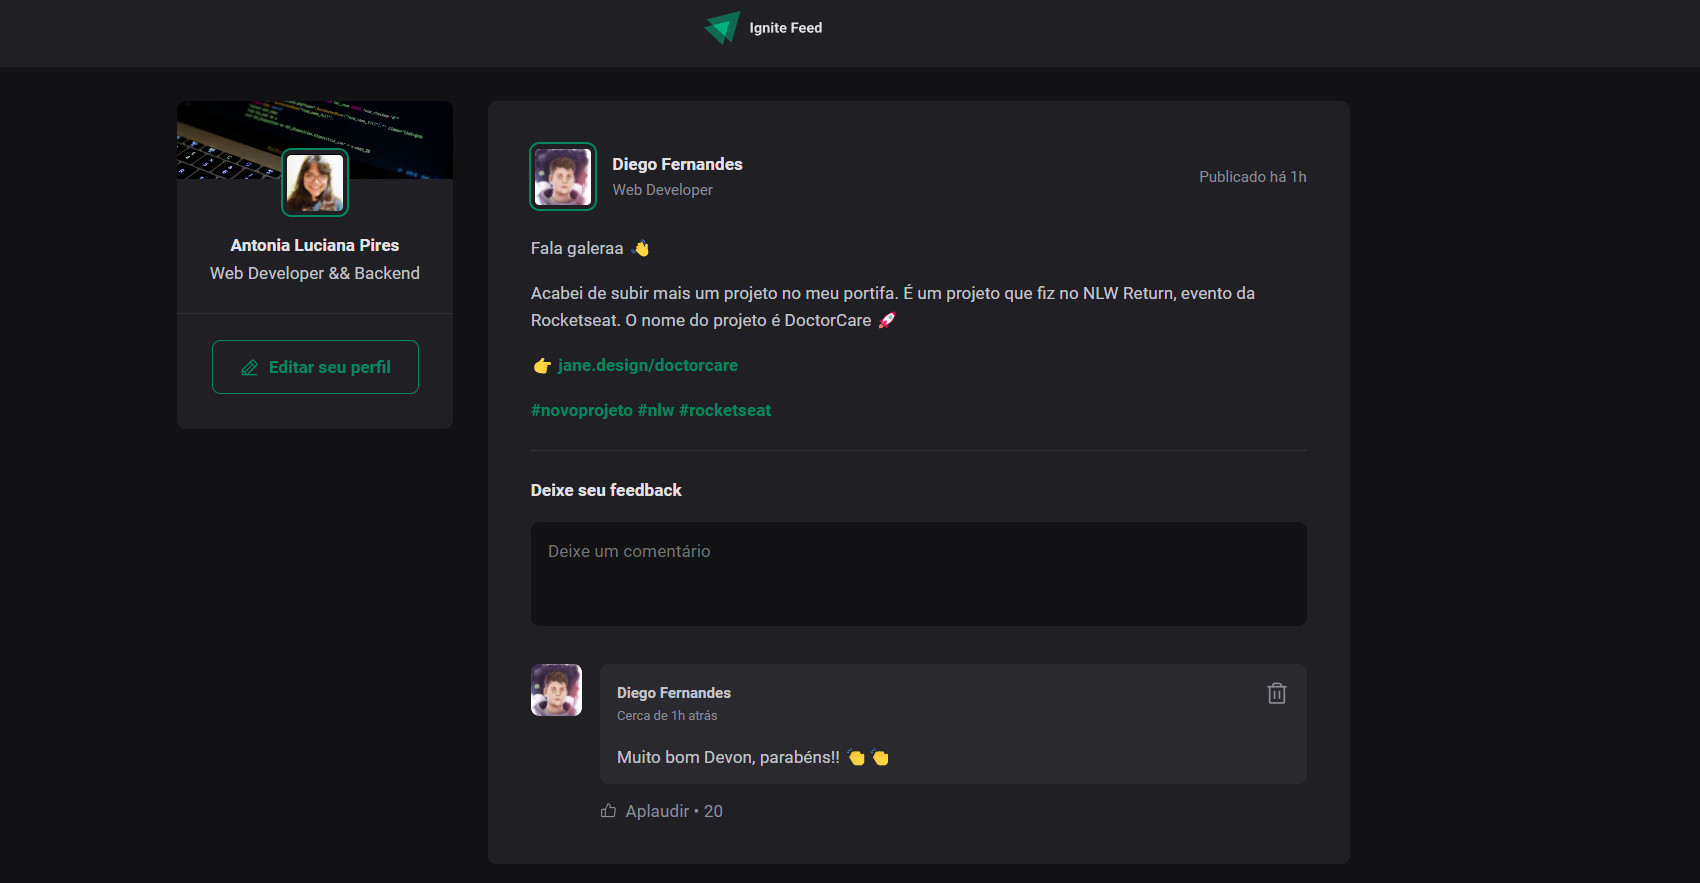 Ignite Feed
Antonia Luciana Pires
Web Developer && Backend
Editar seu perfil
Diego Fernandes
Web Developer
Publicado há 1h
Fala galeraa 👋
Acabei de subir mais um projeto no meu portifa. É um projeto que fiz no NLW Return, evento da
Rocketseat. O nome do projeto é DoctorCare 🚀
👉 jane.design/doctorcare
#novoprojeto #nlw #rocketseat
Deixe seu feedback
Deixe um comentário
Diego Fernandes
Cerca de 1h atrás
Muito bom Devon, parabéns!! 👏 👏
Aplaudir • 20